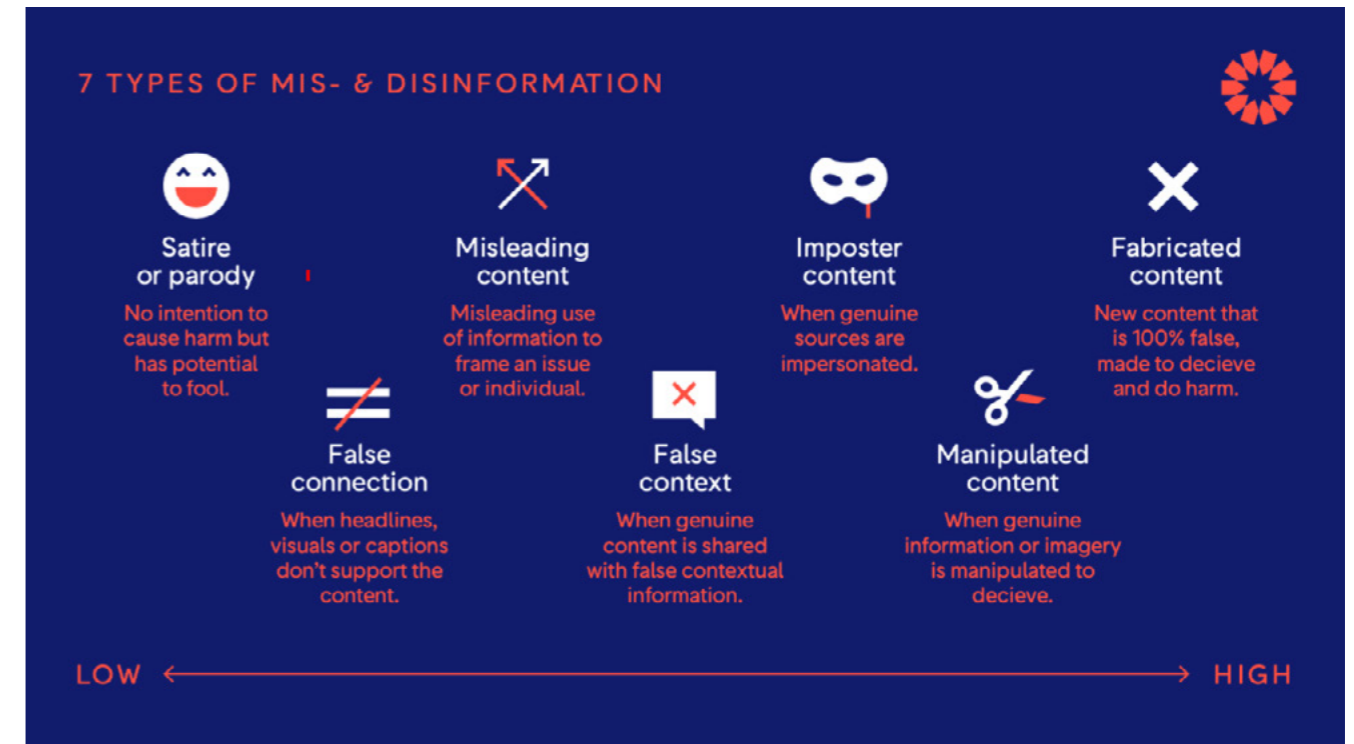 7 TYPES OF MIS- & DISINFORMATION
Satire
or parody
No intention to
cause harm but
has potential
to fool.
False
connection
When headlines,
visuals or captions
don’t support the
content.
Misleading
content
Misleading use
of information to
frame an issue
or individual.
False
context
When genuine
content is shared
with false contextual
information.
Imposter
content
When genuine
sources are
impersonated.
Manipulated
content
When genuine
information or imagery
is manipulated to
decieve.
Fabricated
content
New content that
is 100% false,
made to decieve
and do harm.
LOW
HIGH